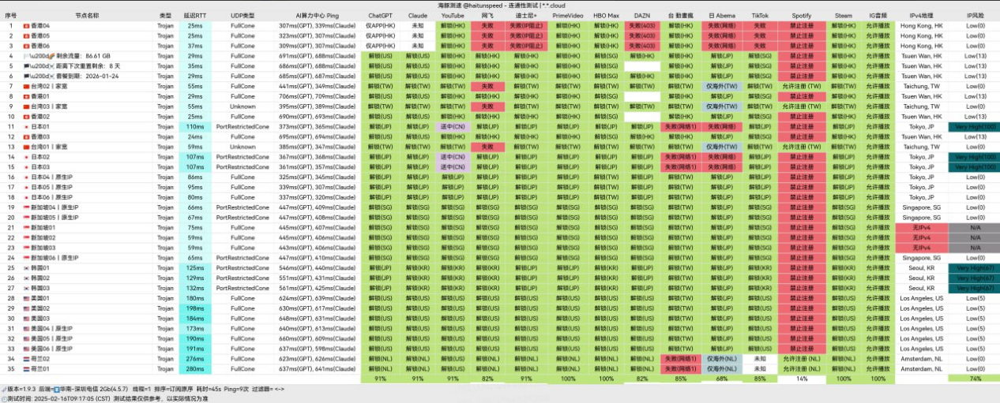 海豚测速 @haitunspeed - 连通性测试 |*.*.cloud
序号 节点名称 类型 延迟RTT UDP类型 AI算力中心 Ping ChatGPT Claude YouTube 网飞 迪士尼+ PrimeVideo HBO Max DAZN 台 動畫瘋 日 Abema TikTok Spotify Steam IG音频 IPv4地理 IP风险
1 香港04 Trojan 25ms FullCone 307ms(GPT), 339ms(Claude) 仅APP(HK) 未知 解锁(HK) 失败 失败(IP阻止) 解锁(HK) 解锁(HK) 失败(403) 解锁(HK) 失败(网络) 失败 禁止注册 解锁(HK) 允许播放 Hong Kong, HK Low(0)
2 香港05 Trojan 25ms FullCone 323ms(GPT), 339ms(Claude) 仅APP(HK) 未知 解锁(HK) 失败 失败(IP阻止) 解锁(HK) 解锁(HK) 失败(403) 解锁(HK) 失败(网络) 失败 禁止注册 解锁(HK) 允许播放 Hong Kong, HK Low(0)
3 香港06 Trojan 37ms FullCone 309ms(GPT), 307ms(Claude) 仅APP(HK) 未知 解锁(HK) 失败 失败(IP阻止) 解锁(HK) 解锁(HK) 失败(403) 解锁(HK) 失败(网络) 失败 禁止注册 解锁(HK) 允许播放 Hong Kong, HK Low(0)
4 \u200d 剩余流量：86.61 GB Trojan 29ms FullCone 691ms(GPT), 688ms(Claude) 解锁(US) 解锁(US) 解锁(HK) 解锁(HK) 解锁(HK) 解锁(HK) 解锁(SG) 解锁(HK) 解锁(HK) 解锁(JP) 解锁(SG) 禁止注册 解锁(HK) 允许播放 Tsuen Wan, HK Low(13)
5 \u200d 距离下次重置剩余：8 天 Trojan 35ms FullCone 686ms(GPT), 688ms(Claude) 解锁(US) 解锁(US) 解锁(HK) 解锁(HK) 解锁(HK) 解锁(HK) 解锁(SG) 解锁(HK) 解锁(JP) 解锁(SG) 禁止注册 解锁(HK) 允许播放 Tsuen Wan, HK Low(13)
6 \u200d 套餐到期：2026-01-24 Trojan 29ms FullCone 685ms(GPT), 687ms(Claude) 解锁(US) 解锁(US) 解锁(HK) 解锁(HK) 解锁(HK) 解锁(HK) 解锁(SG) 解锁(HK) 解锁(HK) 解锁(JP) 解锁(SG) 禁止注册 解锁(HK) 允许播放 Tsuen Wan, HK Low(13)
7 台湾02丨家宽 Trojan 55ms FullCone 441ms(GPT), 349ms(Claude) 解锁(TW) 解锁(TW) 解锁(TW) 失败 解锁(TW) 解锁(TW) 解锁(TW) 解锁(TW) 解锁(TW) 仅海外(TW) 解锁(TW) 允许注册 (TW) 解锁(TW) 允许播放 Taichung, TW Low(0)
8 香港01 Trojan 29ms FullCone 706ms(GPT), 709ms(Claude) 解锁(US) 解锁(US) 解锁(HK) 解锁(HK) 解锁(HK) 解锁(HK) 解锁(SG) 解锁(HK) 解锁(JP) 解锁(SG) 禁止注册 解锁(HK) 允许播放 Tsuen Wan, HK Low(13)
9 台湾03丨家宽 Trojan 55ms Unknown 395ms(GPT), 389ms(Claude) 解锁(TW) 解锁(TW) 解锁(TW) 失败 解锁(TW) 解锁(TW) 解锁(TW) 解锁(TW) 解锁(TW) 仅海外(TW) 解锁(TW) 允许注册 (TW) 解锁(TW) 允许播放 Taichung, TW Low(0)
10 香港02 Trojan 25ms FullCone 690ms(GPT), 693ms(Claude) 解锁(US) 解锁(US) 解锁(HK) 解锁(HK) 解锁(HK) 解锁(HK) 解锁(SG) 解锁(HK) 解锁(JP) 解锁(SG) 禁止注册 解锁(HK) 允许播放 Tsuen Wan, HK Low(13)
11 日本01 Trojan 110ms PortRestrictedCone 373ms(GPT), 365ms(Claude) 解锁(JP) 解锁(JP) 送中(CN) 解锁(JP) 解锁(JP) 解锁(JP) 解锁(JP) 解锁(JP) 失败(网络1) 失败(网络) 解锁(JP) 禁止注册 解锁(JP) 允许播放 Tokyo, JP Very High(100)
12 香港03 Trojan 24ms FullCone 695ms(GPT), 694ms(Claude) 解锁(US) 解锁(US) 解锁(HK) 解锁(HK) 解锁(HK) 解锁(HK) 解锁(SG) 解锁(HK) 解锁(HK) 解锁(JP) 解锁(SG) 禁止注册 解锁(HK) 允许播放 Tsuen Wan, HK Low(13)
13 台湾01丨家宽 Trojan 59ms Unknown 385ms(GPT), 347ms(Claude) 解锁(TW) 解锁(TW) 解锁(TW) 失败 解锁(TW) 解锁(TW) 解锁(TW) 解锁(TW) 解锁(TW) 仅海外(TW) 解锁(TW) 允许注册 (TW) 解锁(TW) 允许播放 Taichung, TW Low(0)
14 日本02 Trojan 107ms PortRestrictedCone 367ms(GPT), 368ms(Claude) 解锁(JP) 解锁(JP) 送中(CN) 解锁(JP) 解锁(JP) 解锁(JP) 解锁(JP) 解锁(JP) 失败(网络1) 失败(网络) 解锁(JP) 禁止注册 解锁(JP) 允许播放 Tokyo, JP Very High(100)
15 日本03 Trojan 107ms PortRestrictedCone 361ms(GPT), 357ms(Claude) 解锁(JP) 解锁(JP) 送中(CN) 解锁(JP) 解锁(JP) 解锁(JP) 解锁(JP) 解锁(JP) 失败(网络1) 失败(网络) 解锁(JP) 禁止注册 解锁(JP) 允许播放 Tokyo, JP Very High(100)
16 日本04丨原生IP Trojan 86ms FullCone 325ms(GPT), 340ms(Claude) 解锁(JP) 解锁(JP) 解锁(JP) 解锁(JP) 解锁(JP) 解锁(JP) 解锁(JP) 解锁(JP) 解锁(TW) 解锁(JP) 解锁(JP) 禁止注册 解锁(JP) 允许播放 Tokyo, JP Low(0)
17 日本05丨原生IP Trojan 95ms FullCone 339ms(GPT), 307ms(Claude) 解锁(JP) 解锁(JP) 解锁(JP) 解锁(JP) 解锁(JP) 解锁(JP) 解锁(JP) 解锁(JP) 解锁(TW) 解锁(JP) 解锁(JP) 禁止注册 解锁(JP) 允许播放 Tokyo, JP Low(0)
18 日本06丨原生IP Trojan 80ms FullCone 337ms(GPT), 320ms(Claude) 解锁(JP) 解锁(JP) 解锁(JP) 解锁(JP) 解锁(JP) 解锁(JP) 解锁(JP) 解锁(JP) 解锁(TW) 解锁(JP) 解锁(JP) 禁止注册 解锁(JP) 允许播放 Tokyo, JP Low(0)
19 新加坡04丨原生IP Trojan 66ms PortRestrictedCone 447ms(GPT), 409ms(Claude) 解锁(SG) 解锁(SG) 解锁(SG) 解锁(SG) 解锁(SG) 解锁(SG) 解锁(SG) 解锁(SG) 解锁(TW) 解锁(JP) 解锁(SG) 禁止注册 解锁(SG) 允许播放 Singapore, SG Low(0)
20 新加坡05丨原生IP Trojan 67ms PortRestrictedCone 447ms(GPT), 408ms(Claude) 解锁(SG) 解锁(SG) 解锁(SG) 解锁(SG) 解锁(SG) 解锁(SG) 解锁(SG) 解锁(SG) 解锁(TW) 解锁(JP) 解锁(SG) 禁止注册 解锁(SG) 允许播放 Singapore, SG Low(0)
21 新加坡01 Trojan 75ms FullCone 445ms(GPT), 407ms(Claude) 解锁(SG) 解锁(SG) 解锁(SG) 解锁(SG) 解锁(SG) 解锁(SG) 解锁(SG) 解锁(SG) 解锁(TW) 解锁(JP) 解锁(SG) 禁止注册 解锁(SG) 允许播放 无IPv4 N/A
22 新加坡02 Trojan 59ms FullCone 445ms(GPT), 406ms(Claude) 解锁(SG) 解锁(SG) 解锁(SG) 解锁(SG) 解锁(SG) 解锁(SG) 解锁(SG) 解锁(SG) 解锁(TW) 解锁(JP) 解锁(SG) 禁止注册 解锁(SG) 允许播放 无IPv4 N/A
23 新加坡03 Trojan 59ms FullCone 443ms(GPT), 406ms(Claude) 解锁(SG) 解锁(SG) 解锁(SG) 解锁(SG) 解锁(SG) 解锁(SG) 解锁(SG) 解锁(SG) 解锁(TW) 解锁(JP) 解锁(SG) 禁止注册 解锁(SG) 允许播放 无IPv4 N/A
24 新加坡06丨原生IP Trojan 65ms PortRestrictedCone 447ms(GPT), 410ms(Claude) 解锁(SG) 解锁(SG) 解锁(SG) 解锁(SG) 解锁(SG) 解锁(SG) 解锁(SG) 解锁(SG) 解锁(TW) 解锁(JP) 解锁(SG) 禁止注册 解锁(SG) 允许播放 Singapore, SG Low(0)
25 韩国01 Trojan 125ms PortRestrictedCone 546ms(GPT), 440ms(Claude) 解锁(JP) 解锁(KR) 解锁(KR) 解锁(KR) 解锁(JP) 解锁(KR) 解锁(KR) 解锁(JP) 解锁(TW) 解锁(JP) 解锁(KR) 禁止注册 解锁(KR) 允许播放 Seoul, KR Very High(67)
26 韩国02 Trojan 129ms PortRestrictedCone 551ms(GPT), 431ms(Claude) 解锁(JP) 解锁(KR) 解锁(KR) 解锁(KR) 解锁(JP) 解锁(KR) 解锁(KR) 解锁(JP) 解锁(TW) 解锁(JP) 解锁(KR) 禁止注册 解锁(KR) 允许播放 Seoul, KR Very High(67)
27 韩国03 Trojan 132ms PortRestrictedCone 561ms(GPT), 425ms(Claude) 解锁(JP) 解锁(KR) 解锁(KR) 解锁(KR) 解锁(JP) 解锁(KR) 解锁(KR) 解锁(JP) 解锁(TW) 解锁(JP) 解锁(KR) 禁止注册 解锁(KR) 允许播放 Seoul, KR Very High(67)
28 美国01 Trojan 180ms FullCone 624ms(GPT), 639ms(Claude) 解锁(US) 解锁(US) 解锁(US) 解锁(US) 解锁(US) 解锁(US) 解锁(US) 解锁(US) 解锁(TW) 解锁(JP) 解锁(US) 禁止注册 解锁(US) 允许播放 Los Angeles, US Low(5)
29 美国02 Trojan 198ms FullCone 630ms(GPT), 617ms(Claude) 解锁(US) 解锁(US) 解锁(US) 解锁(US) 解锁(US) 解锁(US) 解锁(US) 解锁(US) 解锁(TW) 解锁(JP) 解锁(US) 禁止注册 解锁(US) 允许播放 Los Angeles, US Low(5)
30 美国03 Trojan 184ms FullCone 648ms(GPT), 631ms(Claude) 解锁(US) 解锁(US) 解锁(US) 解锁(US) 解锁(US) 解锁(US) 解锁(US) 解锁(US) 解锁(TW) 解锁(JP) 解锁(US) 禁止注册 解锁(US) 允许播放 Los Angeles, US Low(5)
31 美国04丨原生IP Trojan 173ms FullCone 640ms(GPT), 613ms(Claude) 解锁(US) 解锁(US) 解锁(US) 解锁(US) 解锁(US) 解锁(US) 解锁(US) 解锁(US) 解锁(TW) 解锁(JP) 解锁(US) 禁止注册 解锁(US) 允许播放 Los Angeles, US Low(5)
32 美国05丨原生IP Trojan 190ms FullCone 660ms(GPT), 609ms(Claude) 解锁(US) 解锁(US) 解锁(US) 解锁(US) 解锁(US) 解锁(US) 解锁(US) 解锁(US) 解锁(TW) 解锁(JP) 解锁(US) 禁止注册 解锁(US) 允许播放 Los Angeles, US Low(5)
33 美国06丨原生IP Trojan 191ms FullCone 637ms(GPT), 598ms(Claude) 解锁(US) 解锁(US) 解锁(US) 解锁(US) 解锁(US) 解锁(US) 解锁(US) 解锁(US) 解锁(TW) 解锁(JP) 解锁(US) 禁止注册 解锁(US) 允许播放 Los Angeles, US Low(5)
34 荷兰02 Trojan 276ms FullCone 623ms(GPT), 626ms(Claude) 解锁(NL) 解锁(NL) 解锁(NL) 解锁(NL) 解锁(NL) 解锁(NL) 解锁(NL) 解锁(NL) 失败(网络1) 仅海外(NL) 未知 允许注册 (NL) 解锁(NL) 允许播放 Amsterdam, NL Low(0)
35 荷兰01 Trojan 280ms FullCone 637ms(GPT), 641ms(Claude) 解锁(NL) 解锁(NL) 解锁(NL) 解锁(NL) 解锁(NL) 解锁(NL) 解锁(NL) 解锁(NL) 失败(网络1) 仅海外(NL) 未知 允许注册 (NL) 解锁(NL) 允许播放 Amsterdam, NL Low(0)
91% 91% 91% 82% 91% 100% 100% 82% 85% 68% 85% 14% 100% 100% 74%
版本=1.9.3 后端=华南-深圳电信 2Gb(4.5.7) 线程=1 排序=订阅原序 耗时=45s Ping=9次 过滤器= <->
测试时间: 2025-02-16T09:17:05 (CST) 测试结果仅供参考，以实际情况为准